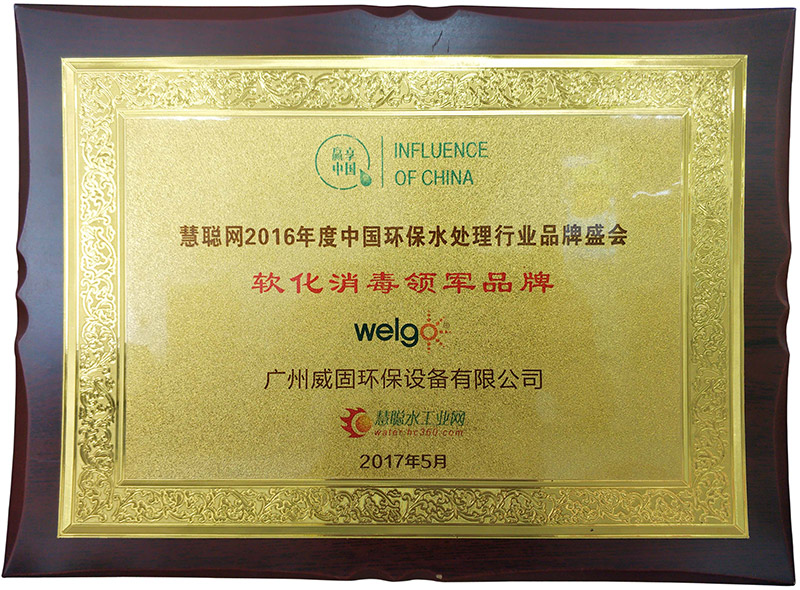 赢享
中国
INFLUENCE
OF CHINA
慧聪网2016年度中国环保水处理行业品牌盛会
软化消毒领军品牌
welgo
广州威固环保设备有限公司
慧聪水工业网
water.hc360.com
2017年5月